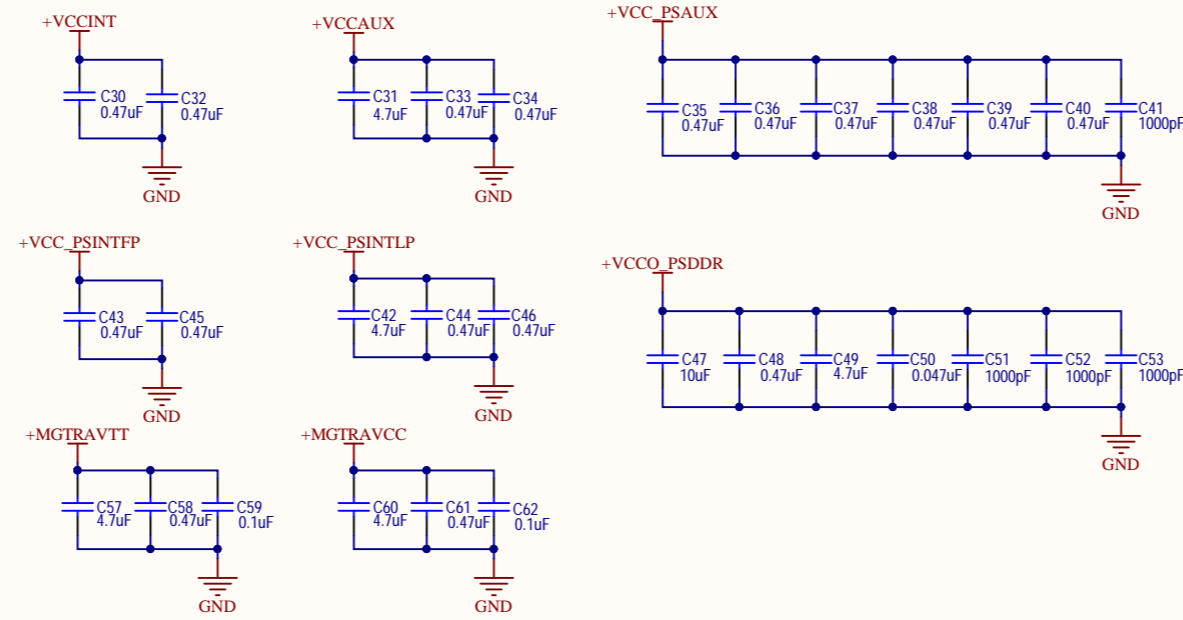 +VCCINT
C30
0.47uF
C32
0.47uF
GND
+VCCAUX
C31
4.7uF
C33
0.47uF
C34
0.47uF
GND
+VCC_PSAUX
C35
0.47uF
C36
0.47uF
C37
0.47uF
C38
0.47uF
C39
0.47uF
C40
0.47uF
C41
1000pF
GND
+VCC_PSINTFP
C43
0.47uF
C45
0.47uF
GND
+VCC_PSINTLP
C42
4.7uF
C44
0.47uF
C46
0.47uF
GND
+VCCO_PSDDR
C47
10uF
C48
0.47uF
C49
4.7uF
C50
0.047uF
C51
1000pF
C52
1000pF
C53
1000pF
GND
+MGTRAVTT
C57
4.7uF
C58
0.47uF
C59
0.1uF
GND
+MGTRAVCC
C60
4.7uF
C61
0.47uF
C62
0.1uF
GND